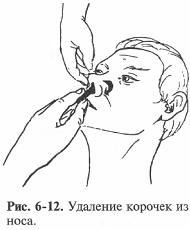 Рис. 6-12. Удаление корочек из
носа.